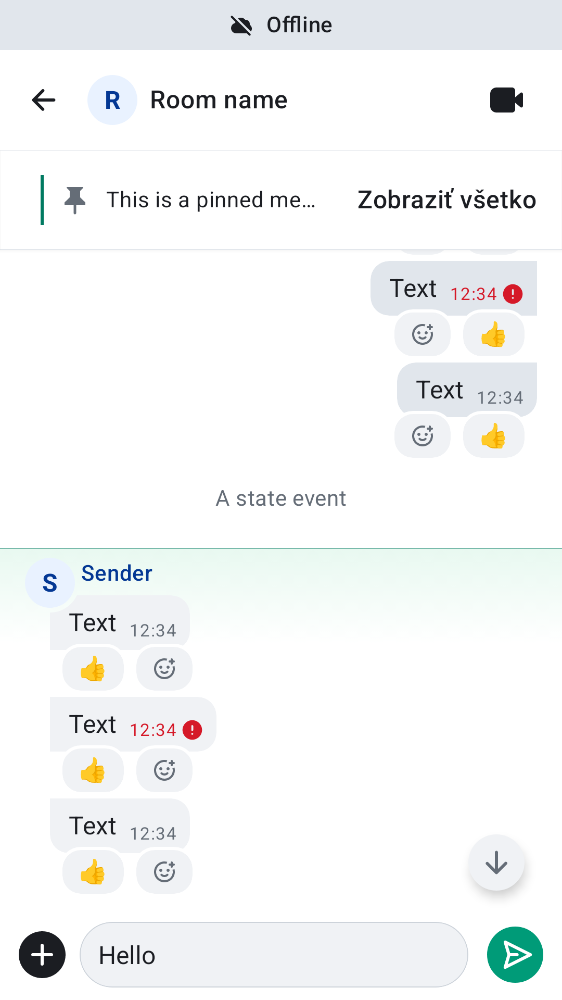 Offline
R Room name
This is a pinned me... Zobraziť všetko
Text 12:34
Text 12:34
A state event
S Sender
Text 12:34
Text 12:34
Text 12:34
Hello